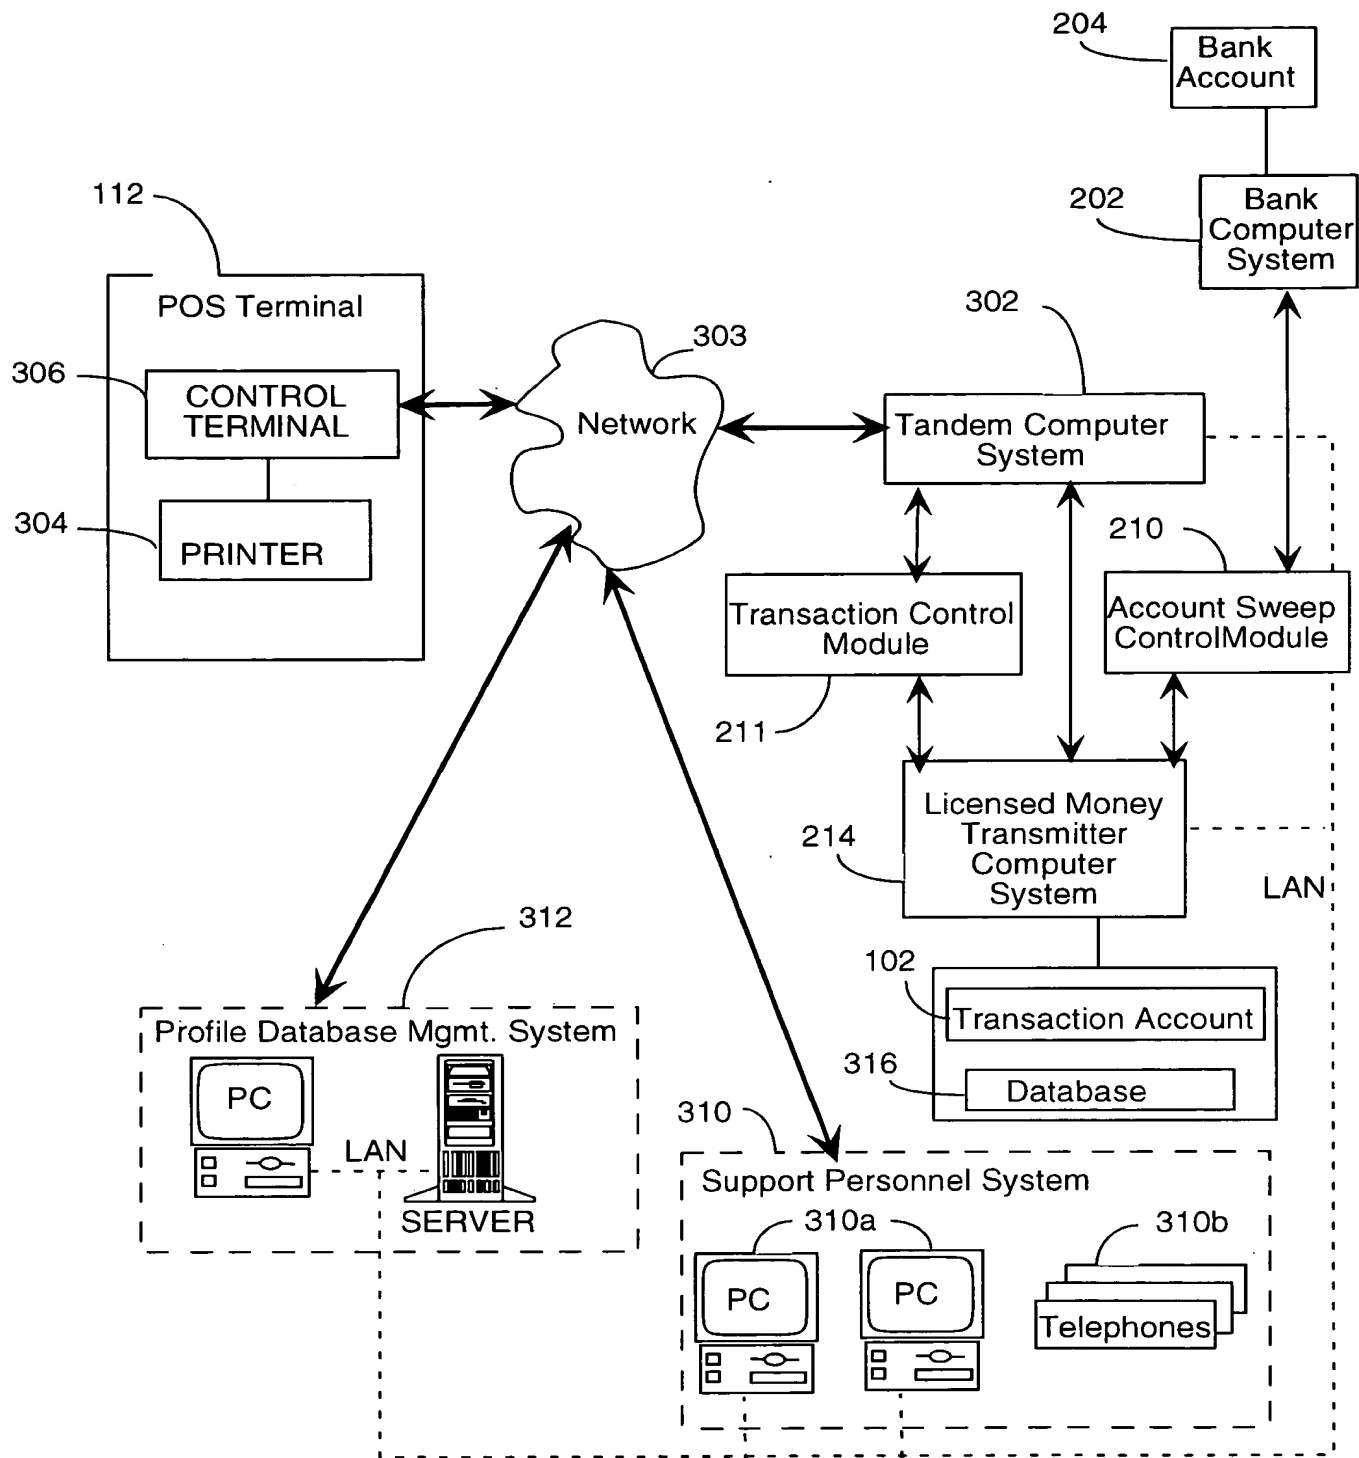 204
Bank
Account
112
202
Bank
Computer
System
POS Terminal
302
303
306
CONTROL
TERMINAL
Network
Tandem Computer
System
304
PRINTER
210
Transaction Control
Module
Account Sweep
ControlModule
211
Licensed Money
Transmitter
Computer
System
214
LAN
312
102
Transaction Account
Profile Database Mgmt. System
316
Database
PC
310
LAN
Support Personnel System
SERVER
310a
310b
PC
PC
Telephones